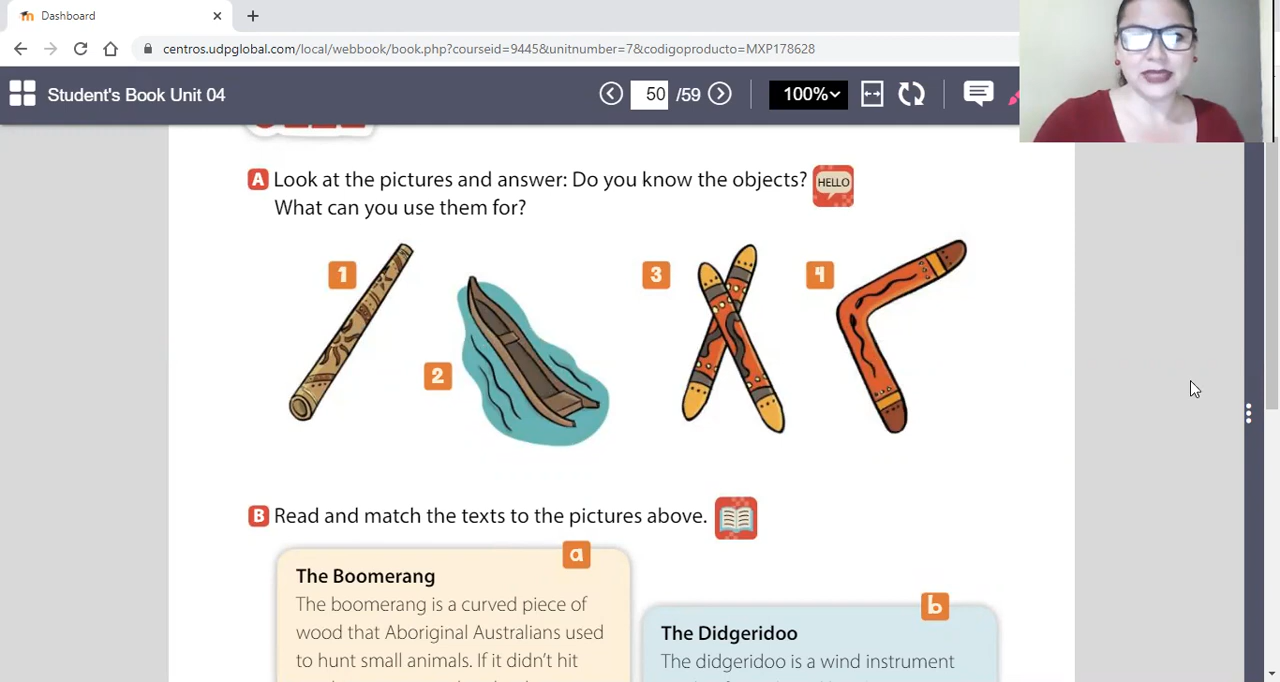 Dashboard
centros.udpglobal.com/local/webbook/book.php?courseid=9445&unitnumber=7&codigoproducto=MXP178628
Student's Book Unit 04
50 /59
100%
A Look at the pictures and answer: Do you know the objects? HELLO
What can you use them for?
1
2
3
4
B Read and match the texts to the pictures above.
a
The Boomerang
The boomerang is a curved piece of
wood that Aboriginal Australians used
to hunt small animals. If it didn't hit
b
The Didgeridoo
The didgeridoo is a wind instrument